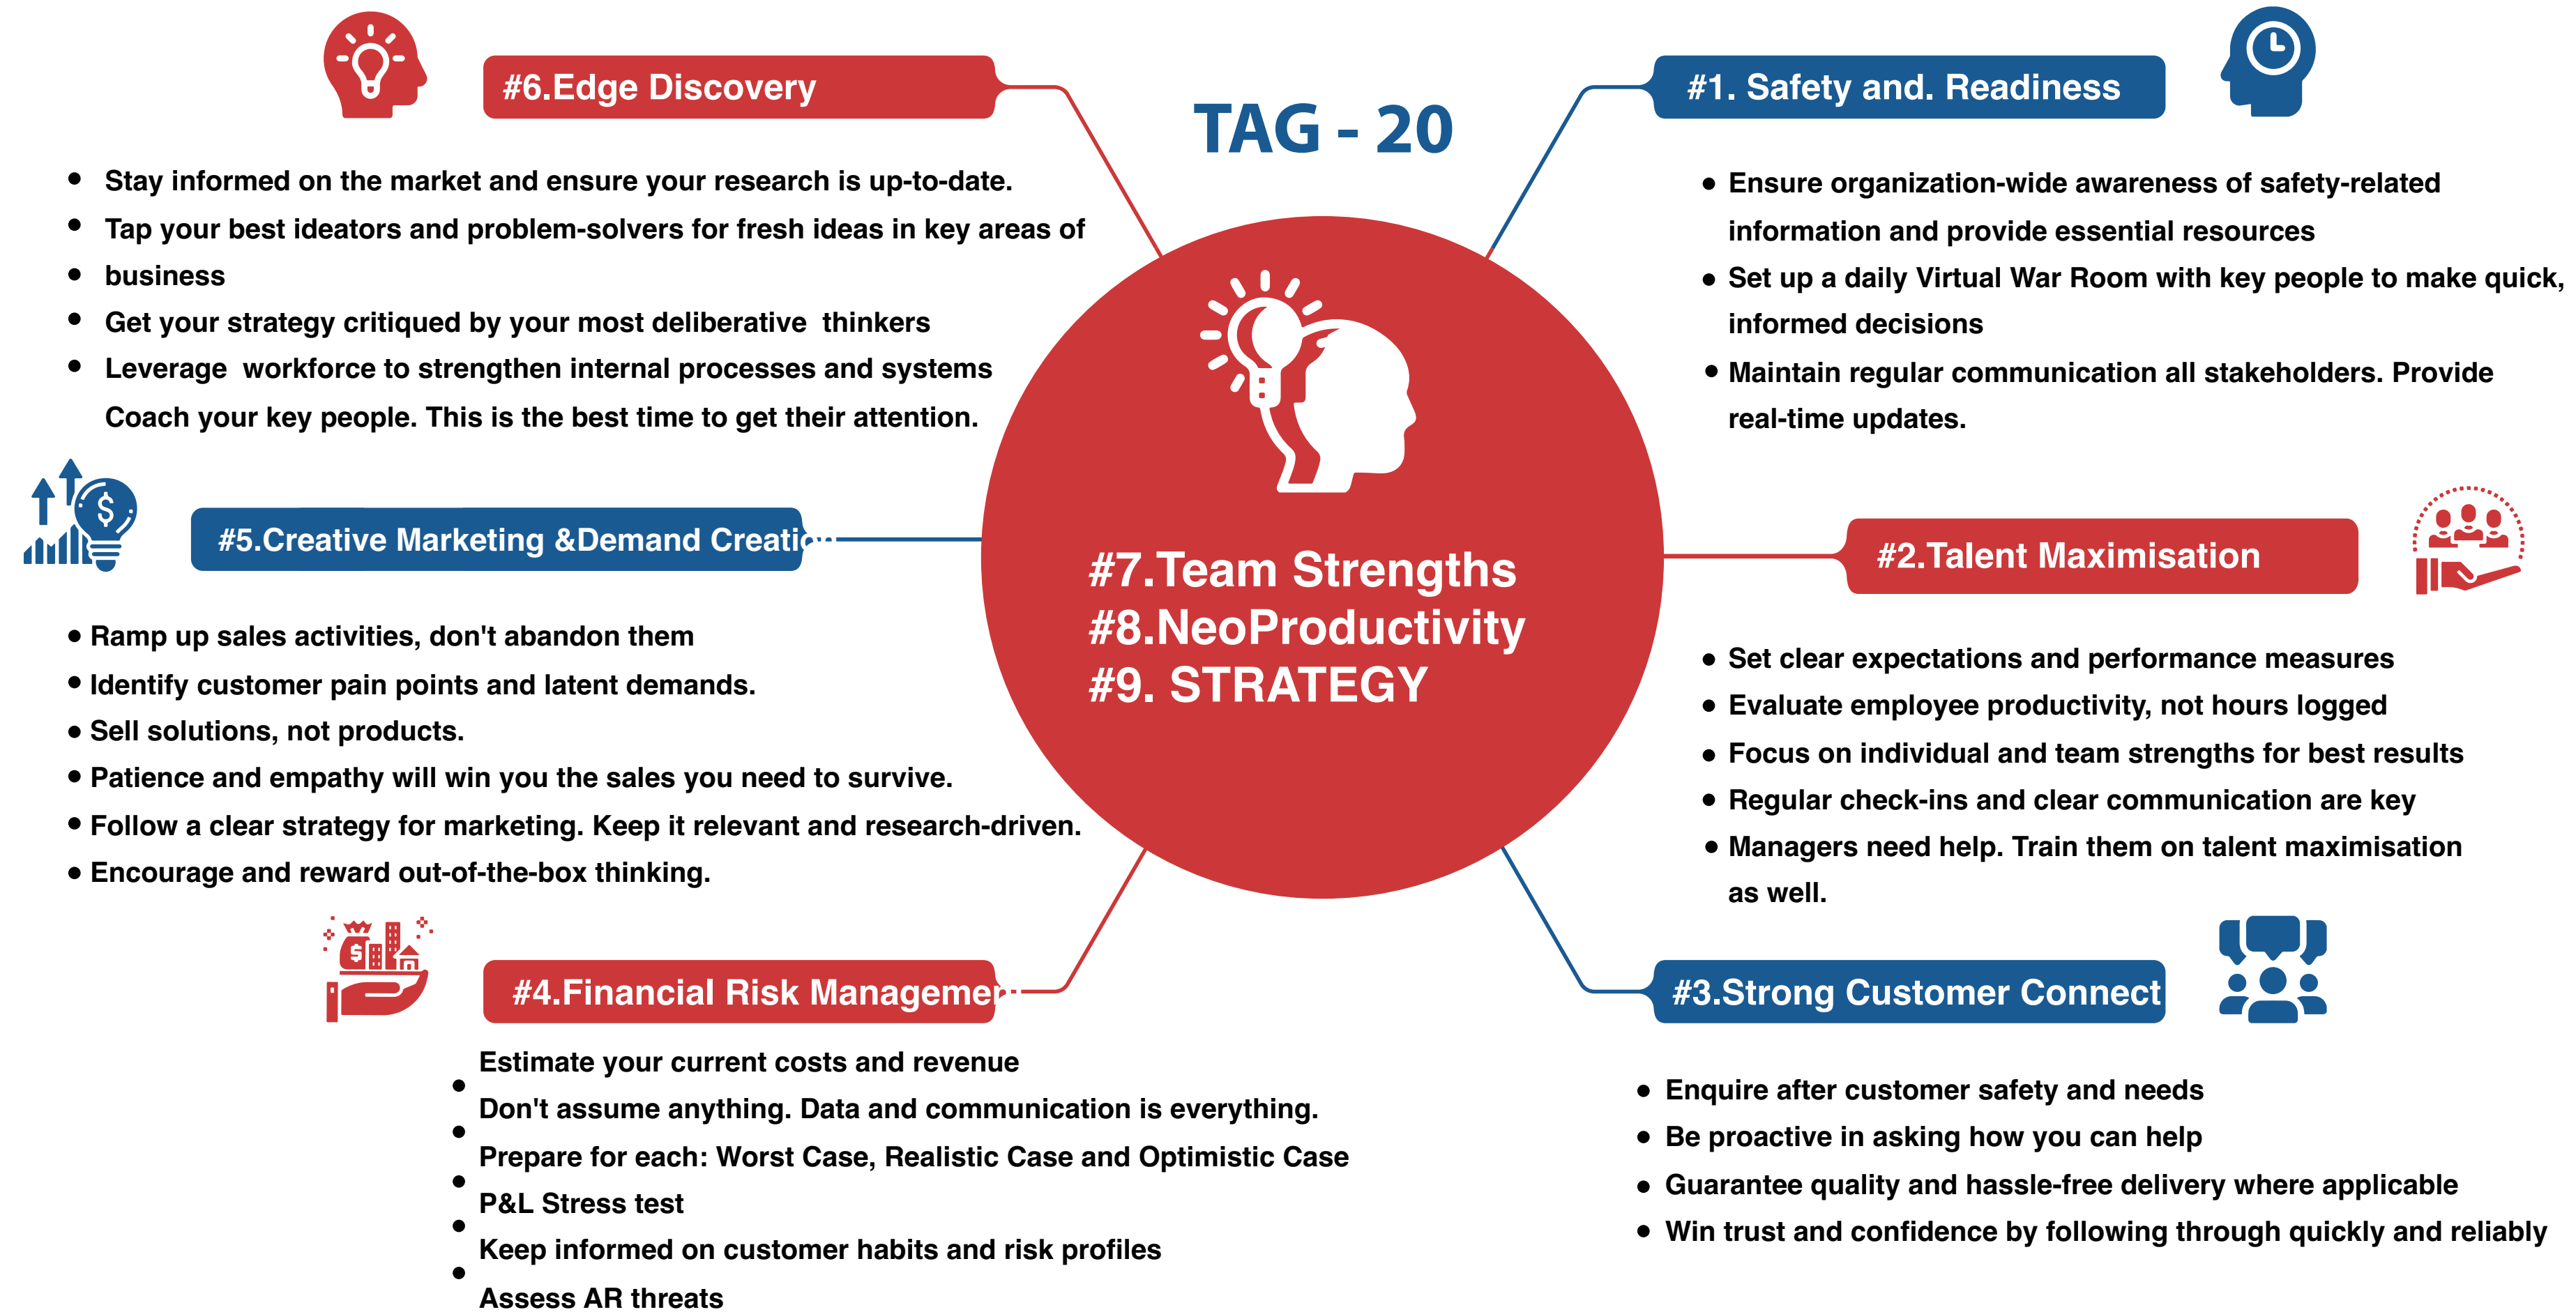 TAG - 20
#1. Safety and. Readiness
• Ensure organization-wide awareness of safety-related
information and provide essential resources
• Set up a daily Virtual War Room with key people to make quick,
informed decisions
• Maintain regular communication all stakeholders. Provide
real-time updates.
#2.Talent Maximisation
• Set clear expectations and performance measures
• Evaluate employee productivity, not hours logged
• Focus on individual and team strengths for best results
• Regular check-ins and clear communication are key
• Managers need help. Train them on talent maximisation
as well.
#3.Strong Customer Connect
• Enquire after customer safety and needs
• Be proactive in asking how you can help
• Guarantee quality and hassle-free delivery where applicable
• Win trust and confidence by following through quickly and reliably
#4.Financial Risk Management
Estimate your current costs and revenue
• Don't assume anything. Data and communication is everything.
• Prepare for each: Worst Case, Realistic Case and Optimistic Case
• P&L Stress test
• Keep informed on customer habits and risk profiles
• Assess AR threats
#5.Creative Marketing &Demand Creation
• Ramp up sales activities, don't abandon them
• Identify customer pain points and latent demands.
• Sell solutions, not products.
• Patience and empathy will win you the sales you need to survive.
• Follow a clear strategy for marketing. Keep it relevant and research-driven.
• Encourage and reward out-of-the-box thinking.
#6.Edge Discovery
• Stay informed on the market and ensure your research is up-to-date.
• Tap your best ideators and problem-solvers for fresh ideas in key areas of
• business
• Get your strategy critiqued by your most deliberative thinkers
• Leverage workforce to strengthen internal processes and systems
Coach your key people. This is the best time to get their attention.
#7.Team Strengths
#8.NeoProductivity
#9. STRATEGY